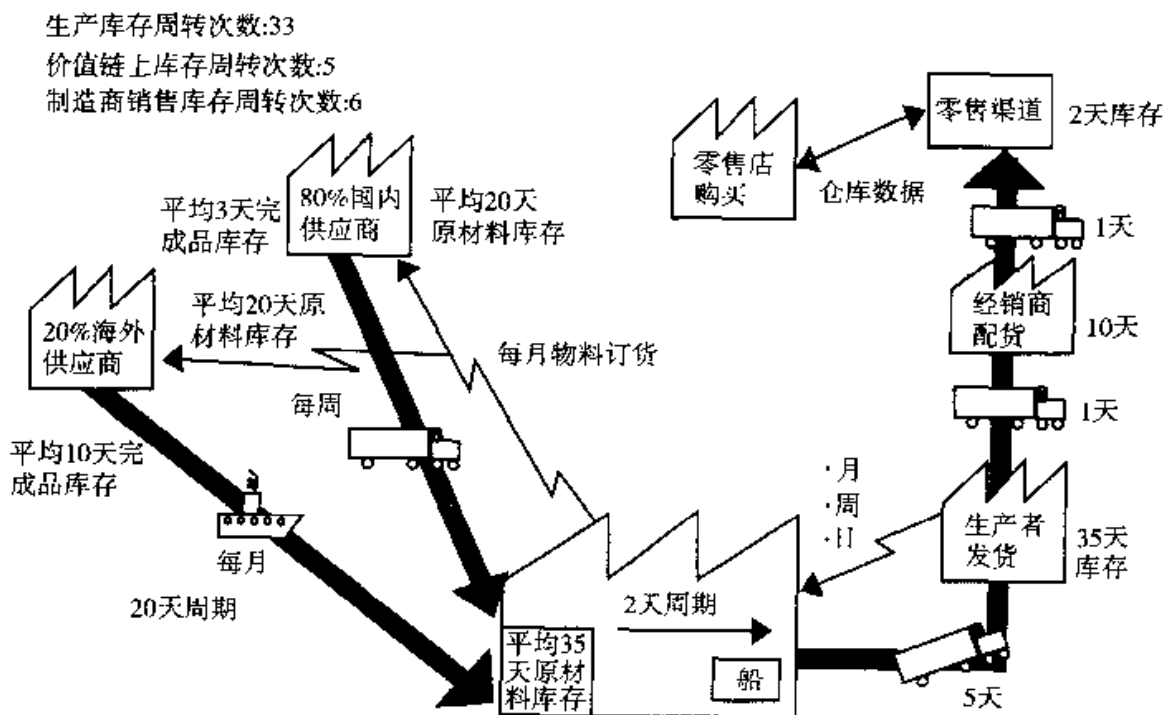 生产库存周转次数:33
价值链上库存周转次数:5
制造商销售库存周转次数:6
零售渠道
2天库存
零售店
购买
仓库数据
1天
80%国内
供应商
平均3天完
成品库存
平均20天
原材料库存
20%海外
供应商
平均20天原
材料库存
每月物料订货
经销商
配货
10天
每周
1天
平均10天完
成品库存
·月
·周
·日
生产者
发货
35天
库存
每月
20天周期
2天周期
平均35
天原材
料库存
船
5天